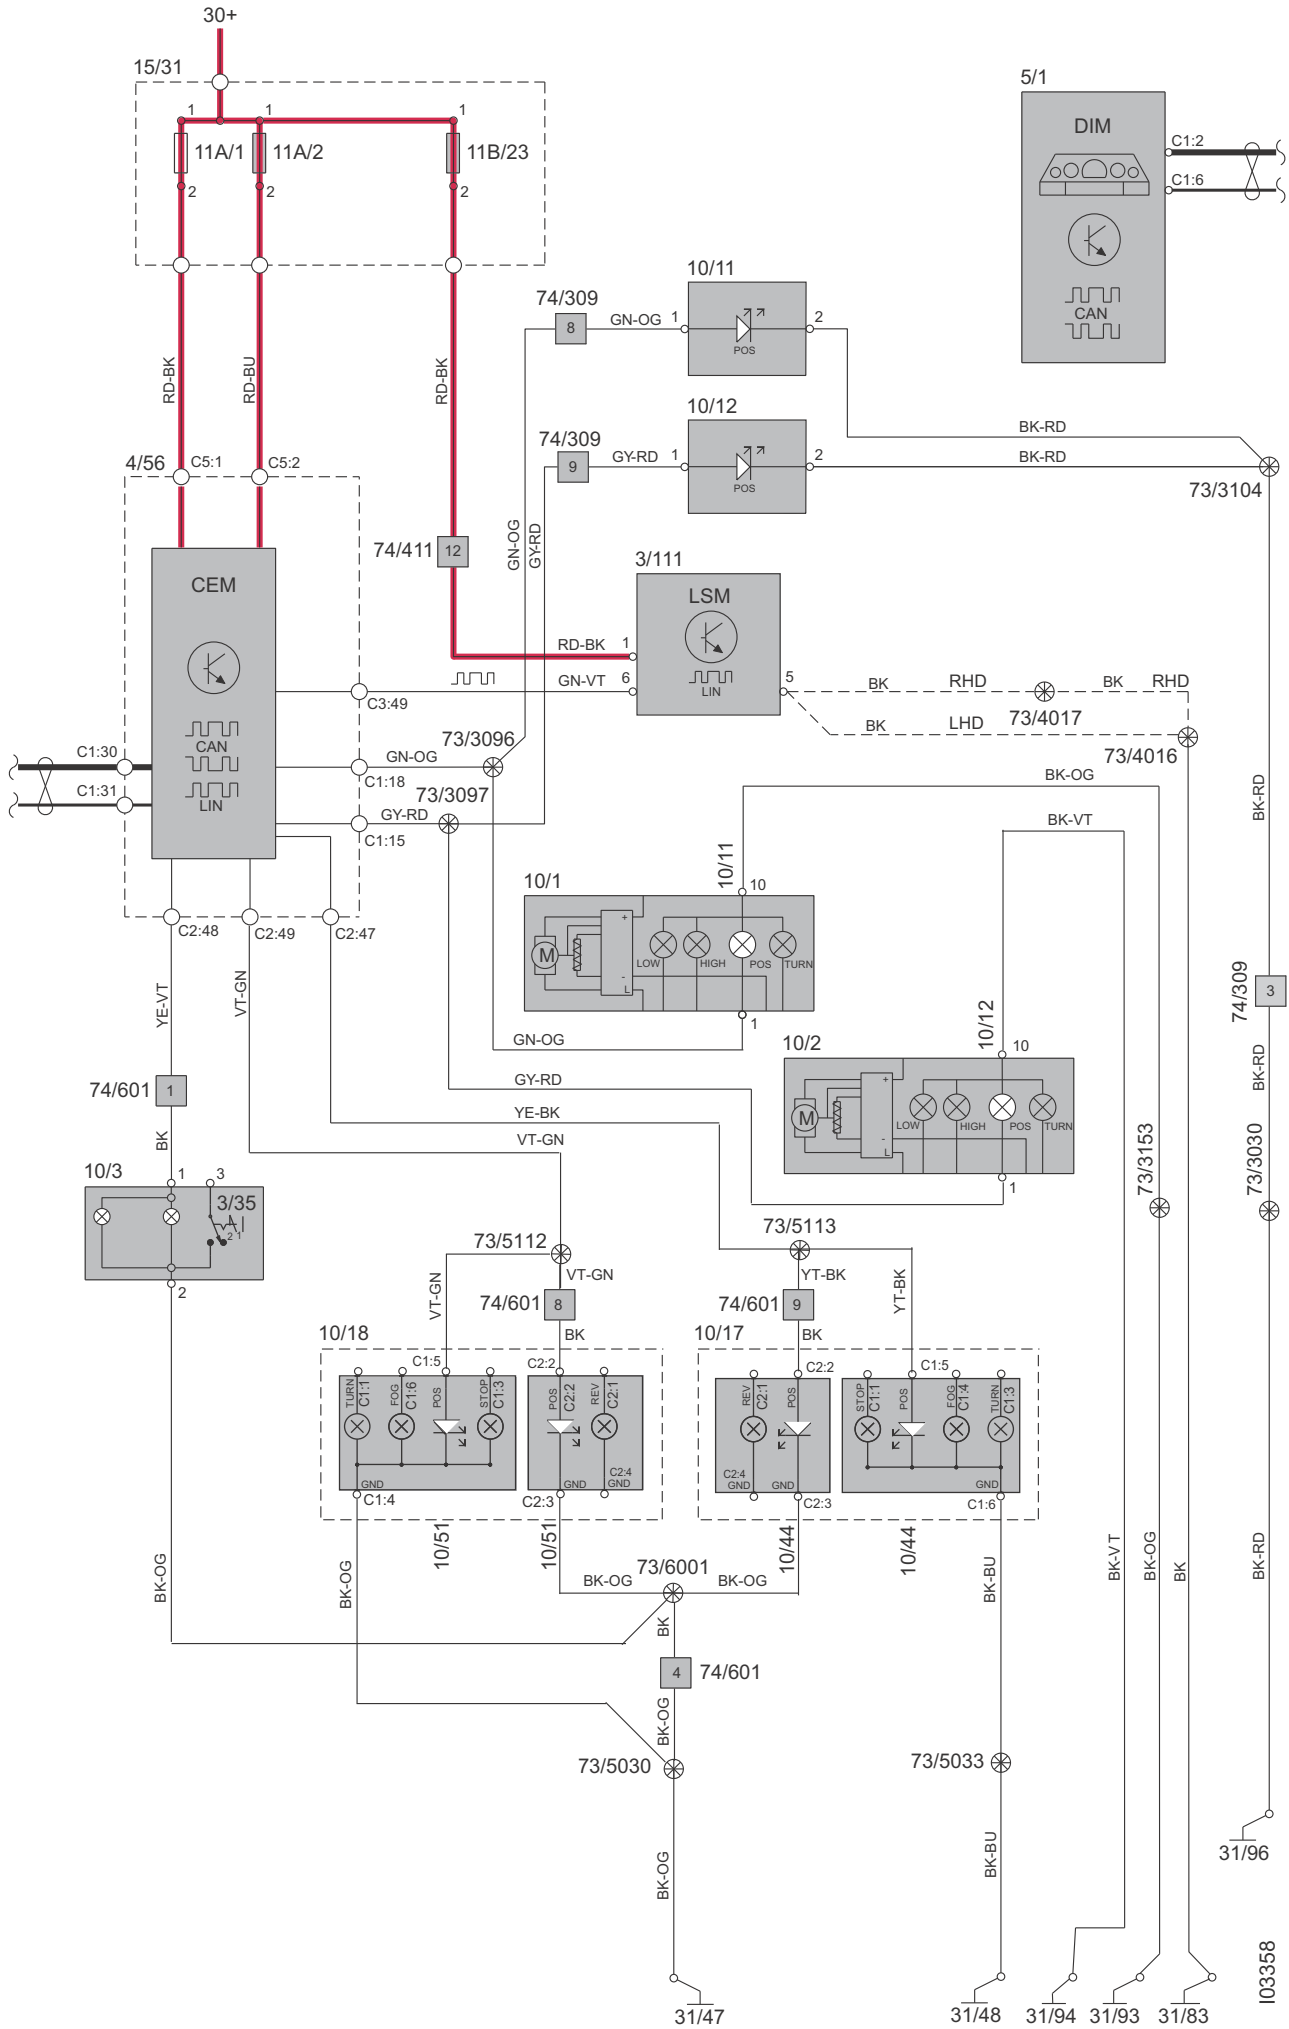 30+
15/31
5/1
1
1
1
DIM
11A/1
11A/2
11B/23
C1:2
2
2
2
C1:6
CAN
10/11
74/309
8
GN-OG
1
2
POS
RD-BK
RD-BU
RD-BK
10/12
BK-RD
74/309
9
GY-RD
1
2
BK-RD
POS
73/3104
4/56
C5:1
C5:2
GN-OG
GY-RD
74/411
12
3/111
CEM
LSM
RD-BK
1
LIN
GN-VT
6
5
BK
RHD
BK
RHD
C3:49
73/4017
BK
LHD
73/4016
CAN
LIN
C1:30
C1:31
GN-OG
73/3096
C1:18
73/3097
GY-RD
C1:15
BK-OG
BK-RD
BK-VT
10/11
10
10/1
M
+
-
L
LOW
HIGH
POS
TURN
1
C2:48
C2:49
C2:47
YE-VT
VT-GN
GN-OG
74/309
3
10/12
10
10/2
M
+
-
L
LOW
HIGH
POS
TURN
1
BK-RD
GY-RD
YE-BK
VT-GN
74/601
1
BK
10/3
1
3
3/35
2 1
2
73/3153
73/3030
73/5112
VT-GN
VT-GN
74/601
8
BK
73/5113
YT-BK
YT-BK
74/601
9
BK
10/18
10/17
C1:5
C2:2
C2:2
C1:5
TURN
C1:1
FOG
C1:6
POS
STOP
C1:3
POS
C2:2
REV
C2:1
REV
C2:1
POS
STOP
C1:1
POS
FOG
C1:4
TURN
C1:3
GND
C1:4
GND
C2:3
C2:4
GND
C2:4
GND
GND
C2:3
GND
C1:6
10/51
10/51
10/44
10/44
BK-OG
BK-OG
73/6001
BK-OG
BK-OG
BK
74/601
4
BK-OG
73/5030
BK-OG
BK-BU
73/5033
BK-BU
BK-VT
BK-OG
BK
BK-RD
31/96
31/47
31/48
31/94
31/93
31/83
I03358